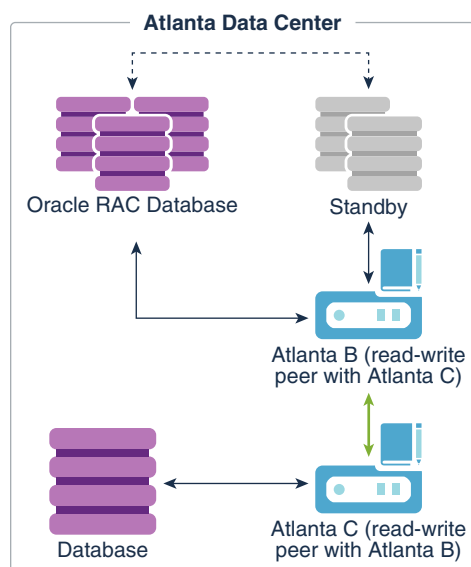 Atlanta Data Center
Oracle RAC Database
Standby
Atlanta B (read-write
peer with Atlanta C)
Database
Atlanta C (read-write
peer with Atlanta B)